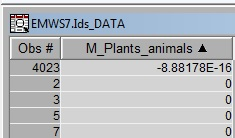 EMWS7.Ids_DATA
Obs # M_Plants_animals ▲
4023 -8.88178E-16
2 0
3 0
5 0
7 0